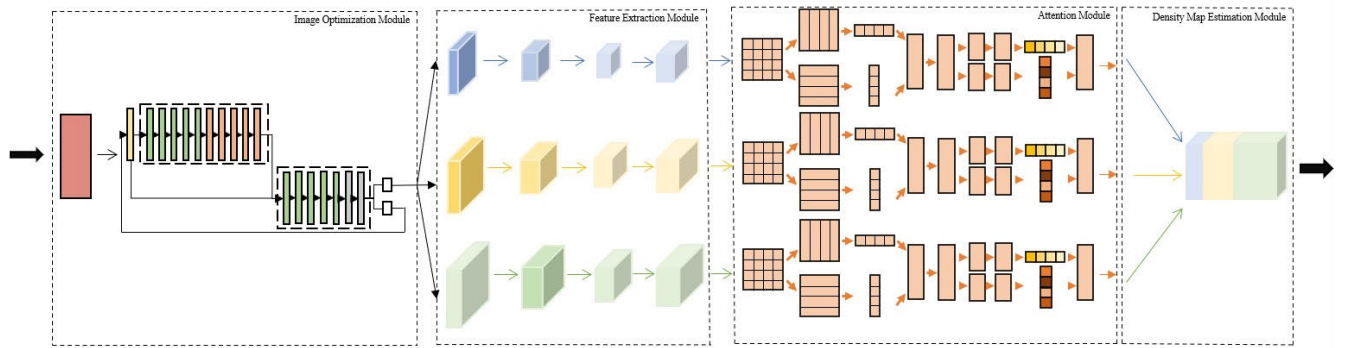 Image Optimization Module
Feature Extraction Module
Attention Module
Density Map Estimation Module